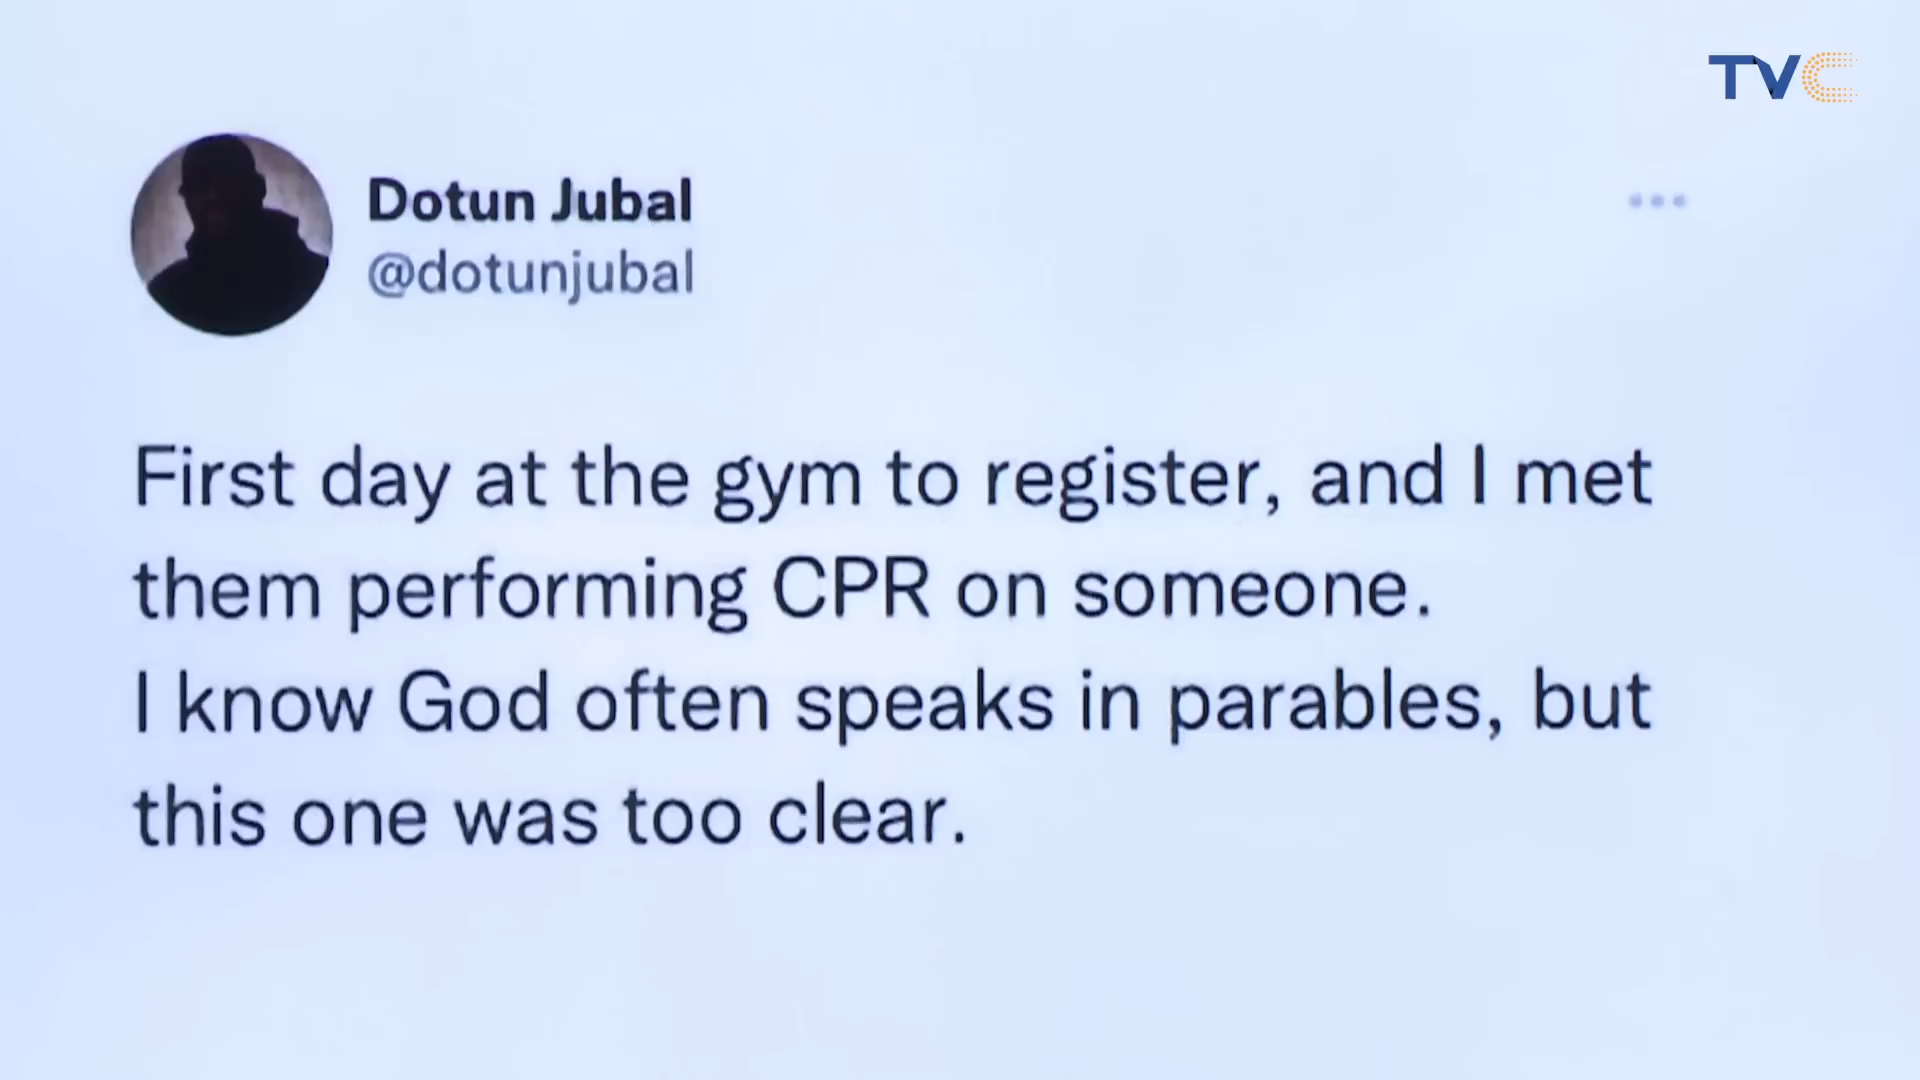 TVC
Dotun Jubal
@dotunjubal
First day at the gym to register, and I met
them performing CPR on someone.
I know God often speaks in parables, but
this one was too clear.